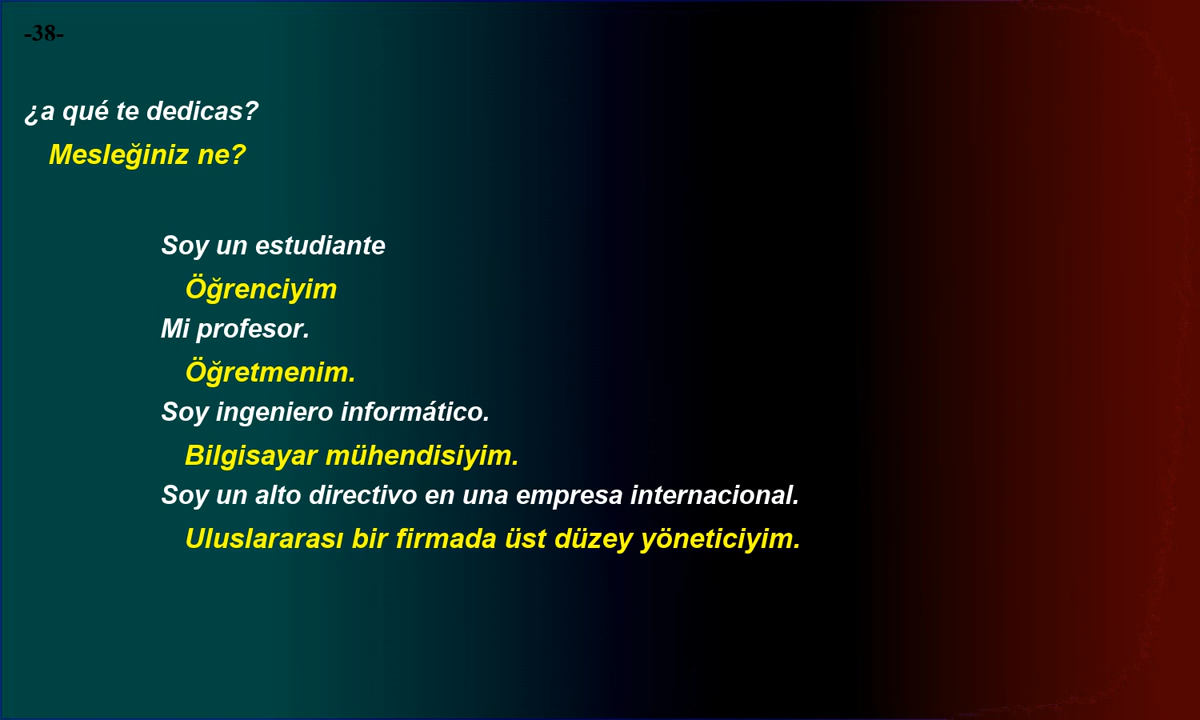 -38-
¿a qué te dedicas?
Mesleğiniz ne?
Soy un estudiante
Öğrenciyim
Mi profesor.
Öğretmenim.
Soy ingeniero informático.
Bilgisayar mühendisiyim.
Soy un alto directivo en una empresa internacional.
Uluslararası bir firmada üst düzey yöneticiyim.